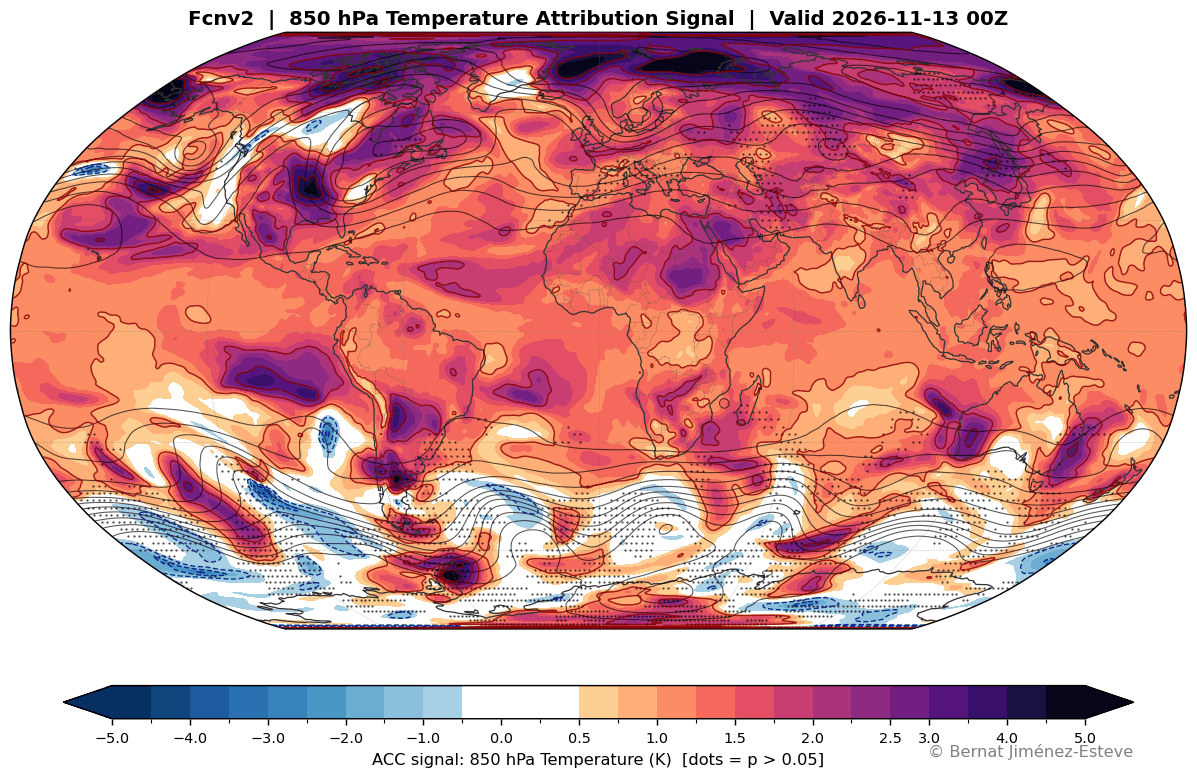 Fcnv2 | 850 hPa Temperature Attribution Signal | Valid 2026-11-13 00Z
−5.0 −4.0 −3.0 −2.0 −1.0 0.0 0.5 1.0 1.5 2.0 2.5 3.0 4.0 5.0
© Bernat Jiménez-Esteve
ACC signal: 850 hPa Temperature (K) [dots = p > 0.05]